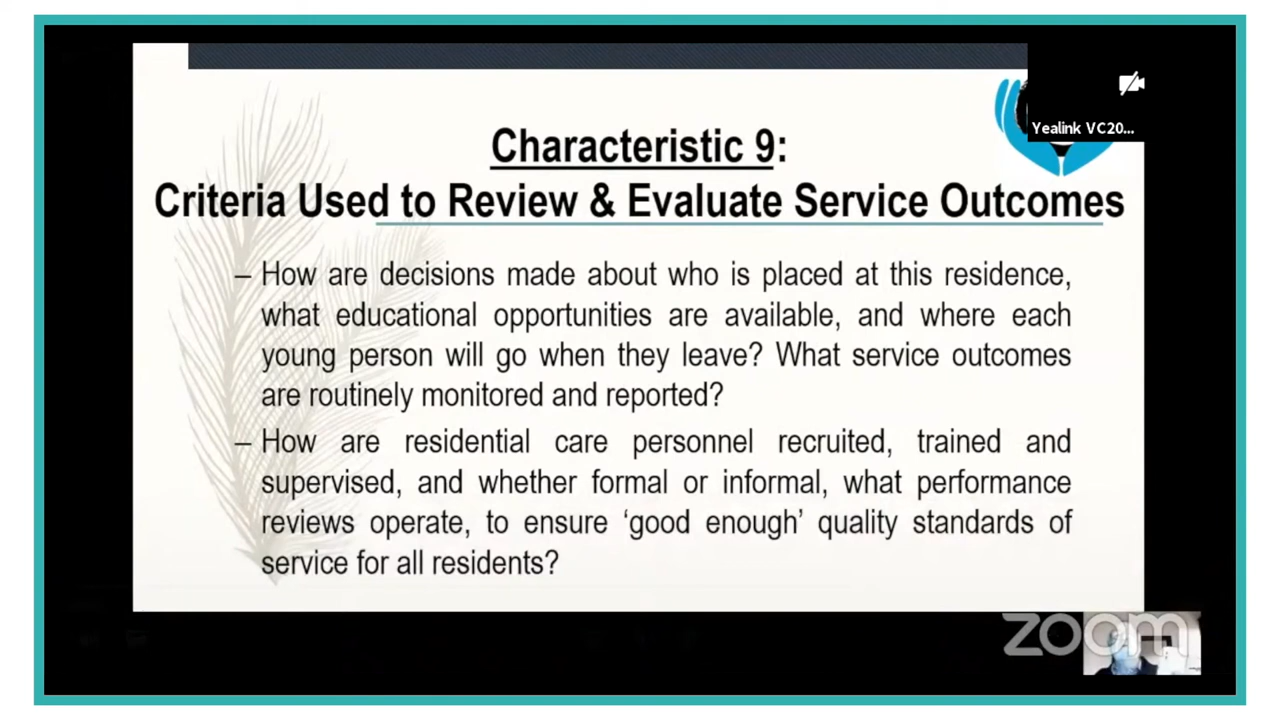 Yealink VC20...
Characteristic 9:
Criteria Used to Review & Evaluate Service Outcomes
– How are decisions made about who is placed at this residence,
what educational opportunities are available, and where each
young person will go when they leave? What service outcomes
are routinely monitored and reported?
– How are residential care personnel recruited, trained and
supervised, and whether formal or informal, what performance
reviews operate, to ensure ‘good enough’ quality standards of
service for all residents?
zoom